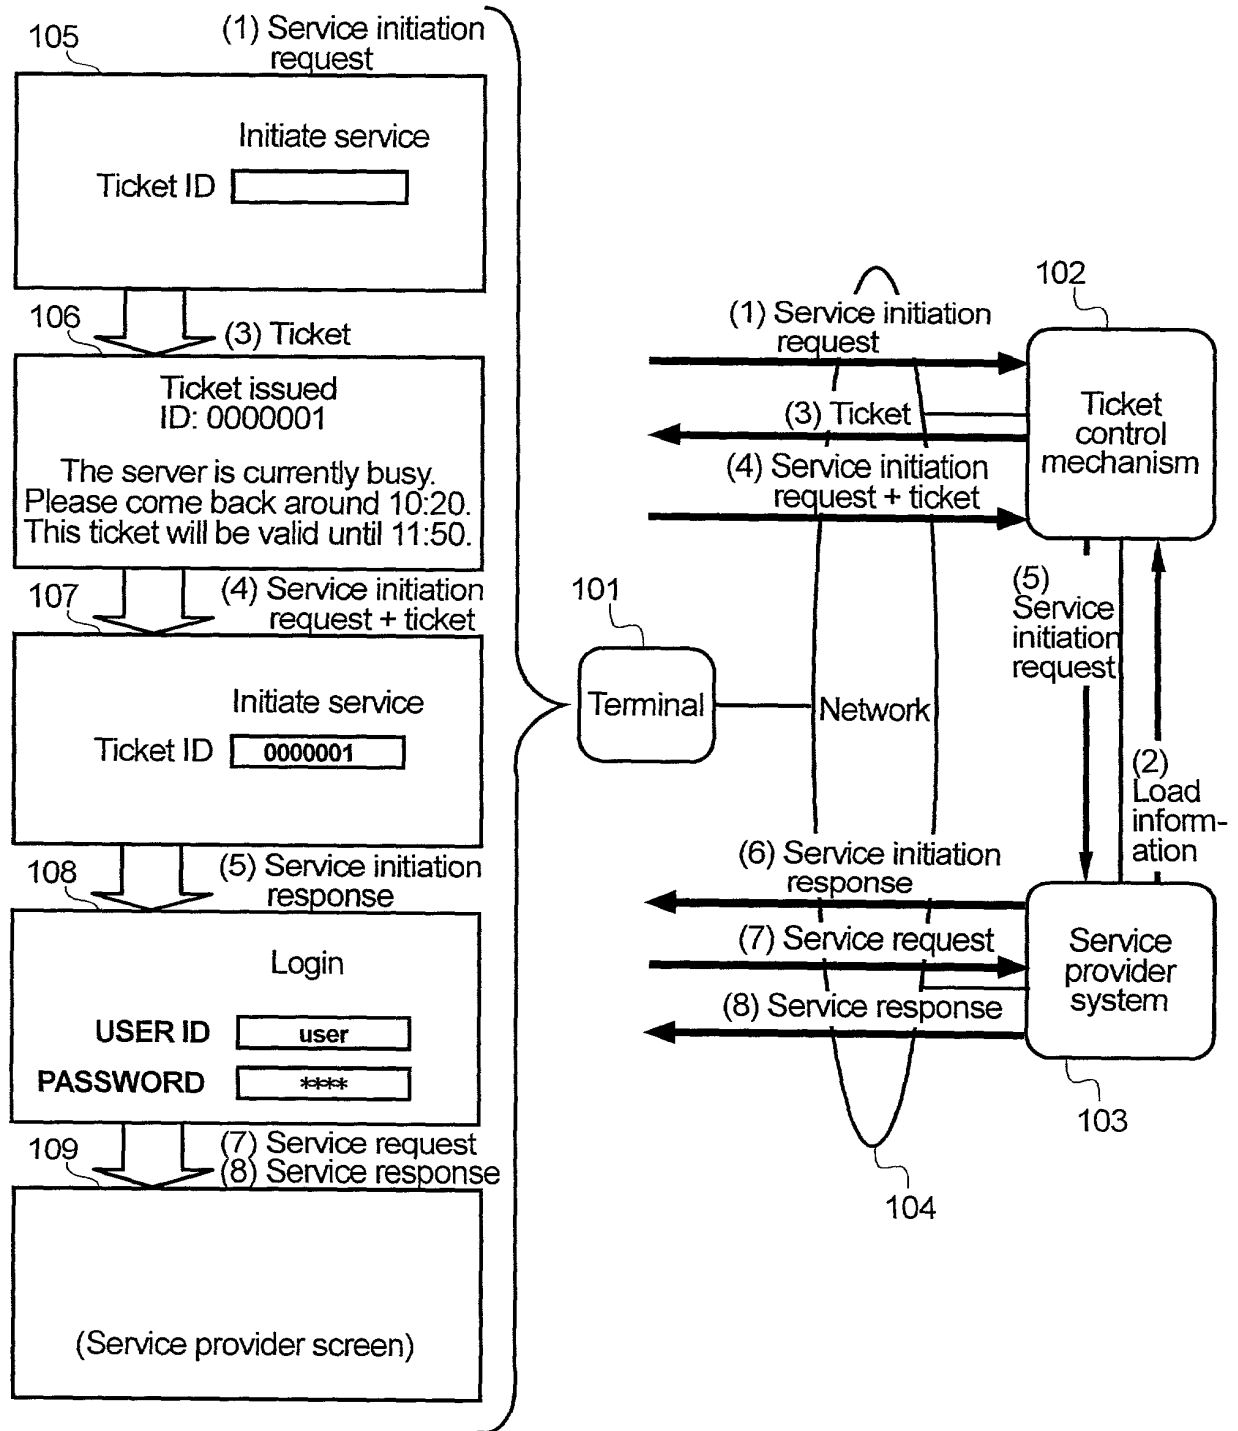 105
(1) Service initiation
request
Initiate service
Ticket ID
106
(3) Ticket
Ticket issued
ID: 0000001
The server is currently busy.
Please come back around 10:20.
This ticket will be valid until 11:50.
107
(4) Service initiation
request + ticket
Initiate service
Ticket ID
0000001
108
(5) Service initiation
response
Login
USER ID
user
PASSWORD
****
109
(7) Service request
(8) Service response
(Service provider screen)
101
Terminal
Network
102
(1) Service initiation
request
(3) Ticket
(4) Service initiation
request + ticket
Ticket
control
mechanism
(5)
Service
initiation
request
(2)
Load
inform-
ation
(6) Service initiation
response
(7) Service request
(8) Service response
Service
provider
system
103
104